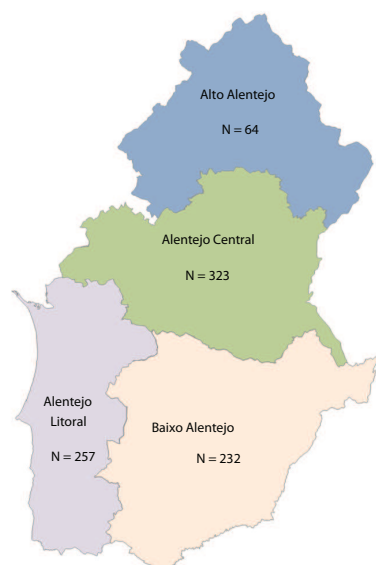 Alto Alentejo
N = 64
Alentejo Central
N = 323
Alentejo
Litoral
N = 257
Baixo Alentejo
N = 232